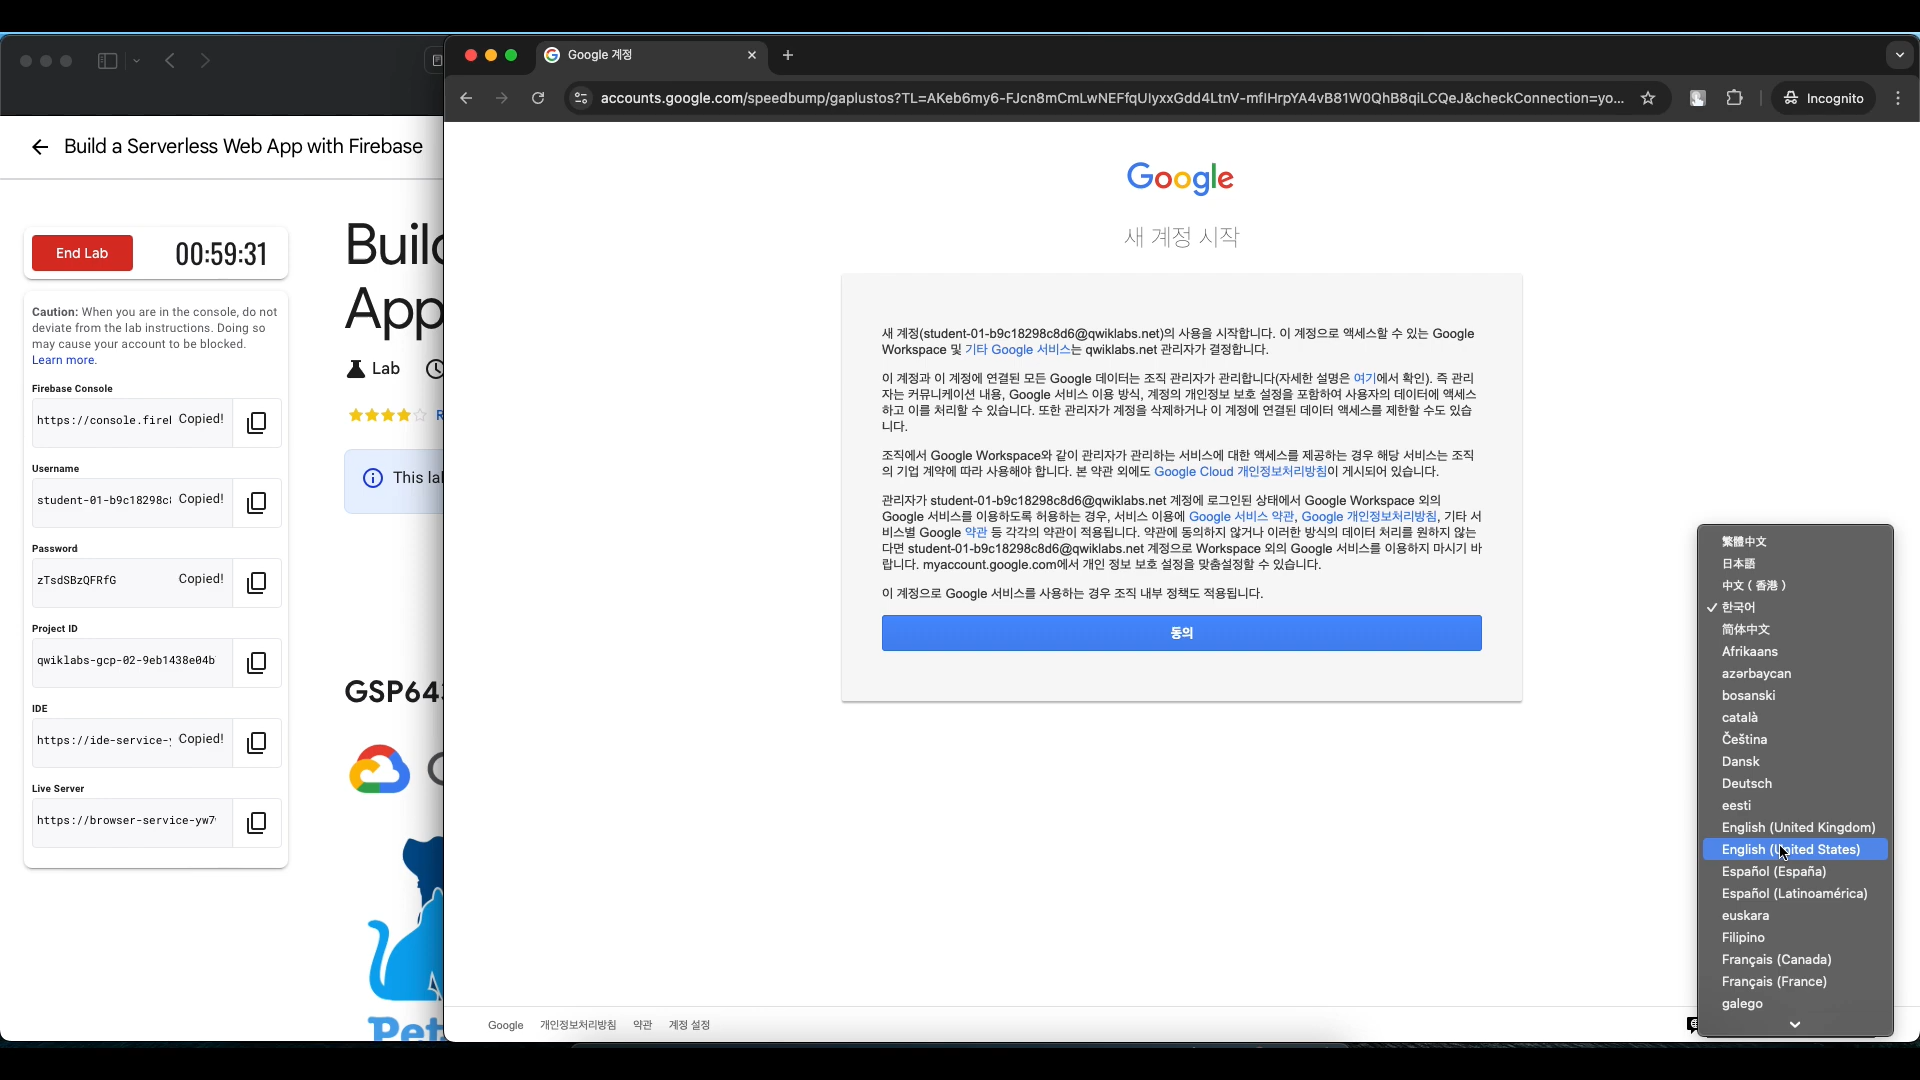 Google 계정
accounts.google.com/speedbump/gaplustos?TL=AKeb6my6-FJcn8mCmLwNEFfqUIyxxGdd4LtnV-mfIHrpYA4vB81W0QhB8qiLCQeJ&checkConnection=yo...
Incognito
Build a Serverless Web App with Firebase
End Lab
00:59:31
Caution: When you are in the console, do not
deviate from the lab instructions. Doing so
may cause your account to be blocked.
Learn more.
Firebase Console
https://console.fire Copied!
Username
student-01-b9c18298c Copied!
Password
zTsdSBzQFRfG Copied!
Project ID
qwiklabs-gcp-02-9eb1438e04b
IDE
https://ide-service- Copied!
Live Server
https://browser-service-yw7
Build
App
Lab
This la
GSP64
Pet
Google
새 계정 시작
새 계정(student-01-b9c18298c8d6@qwiklabs.net)의 사용을 시작합니다. 이 계정으로 액세스할 수 있는 Google
Workspace 및 기타 Google 서비스는 qwiklabs.net 관리자가 결정합니다.
이 계정과 이 계정에 연결된 모든 Google 데이터는 조직 관리자가 관리합니다(자세한 설명은 여기에서 확인). 즉 관리
자는 커뮤니케이션 내용, Google 서비스 이용 방식, 계정의 개인정보 보호 설정을 포함하여 사용자의 데이터에 액세스
하고 이를 처리할 수 있습니다. 또한 관리자가 계정을 삭제하거나 이 계정에 연결된 데이터 액세스를 제한할 수도 있습
니다.
조직에서 Google Workspace와 같이 관리자가 관리하는 서비스에 대한 액세스를 제공하는 경우 해당 서비스는 조직
의 기업 계약에 따라 사용해야 합니다. 본 약관 외에도 Google Cloud 개인정보처리방침이 게시되어 있습니다.
관리자가 student-01-b9c18298c8d6@qwiklabs.net 계정에 로그인된 상태에서 Google Workspace 외의
Google 서비스를 이용하도록 허용하는 경우, 서비스 이용에 Google 서비스 약관, Google 개인정보처리방침, 기타 서
비스별 Google 약관 등 각각의 약관이 적용됩니다. 약관에 동의하지 않거나 이러한 방식의 데이터 처리를 원하지 않는
다면 student-01-b9c18298c8d6@qwiklabs.net 계정으로 Workspace 외의 Google 서비스를 이용하지 마시기 바
랍니다. myaccount.google.com에서 개인 정보 보호 설정을 맞춤설정할 수 있습니다.
이 계정으로 Google 서비스를 사용하는 경우 조직 내부 정책도 적용됩니다.
동의
Google 개인정보처리방침 약관 계정 설정
繁體中文
日本語
中文 ( 香港 )
✓ 한국어
简体中文
Afrikaans
azərbaycan
bosanski
català
Čeština
Dansk
Deutsch
eesti
English (United Kingdom)
English (United States)
Español (España)
Español (Latinoamérica)
euskara
Filipino
Français (Canada)
Français (France)
galego